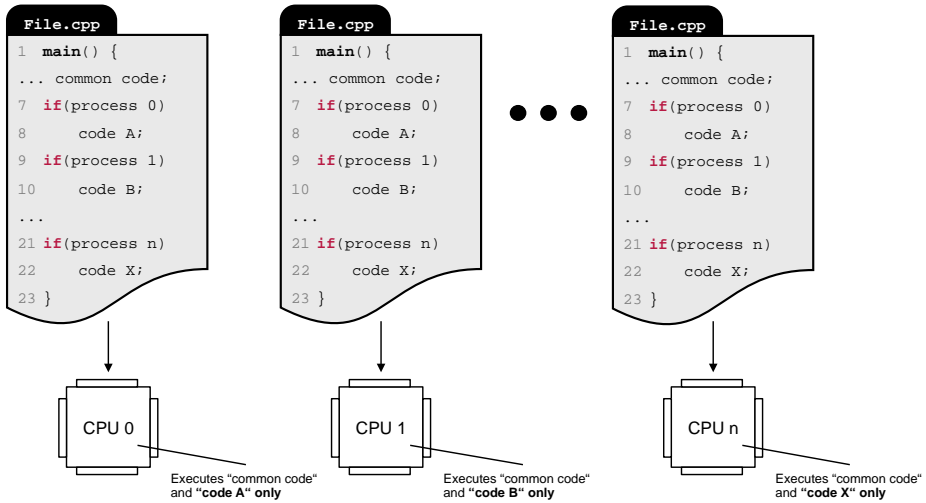 File.cpp
1 main() {
... common code;
7 if(process 0)
8 code A;
9 if(process 1)
10 code B;
...
21 if(process n)
22 code X;
23 }
CPU 0
Executes “common code“
and “code A“ only
File.cpp
1 main() {
... common code;
7 if(process 0)
8 code A;
9 if(process 1)
10 code B;
...
21 if(process n)
22 code X;
23 }
CPU 1
Executes “common code“
and “code B“ only
File.cpp
1 main() {
... common code;
7 if(process 0)
8 code A;
9 if(process 1)
10 code B;
...
21 if(process n)
22 code X;
23 }
CPU n
Executes “common code“
and “code X“ only